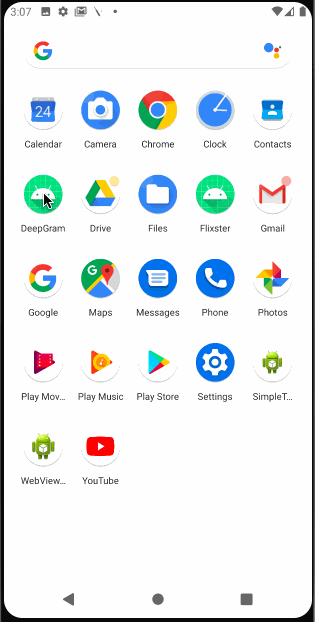 3:07
24
Calendar Camera Chrome Clock Contacts
DeepGram Drive Files Flixster Gmail
G
Google Maps Messages Phone Photos
Play Mov... Play Music Play Store Settings SimpleT...
WebView... YouTube